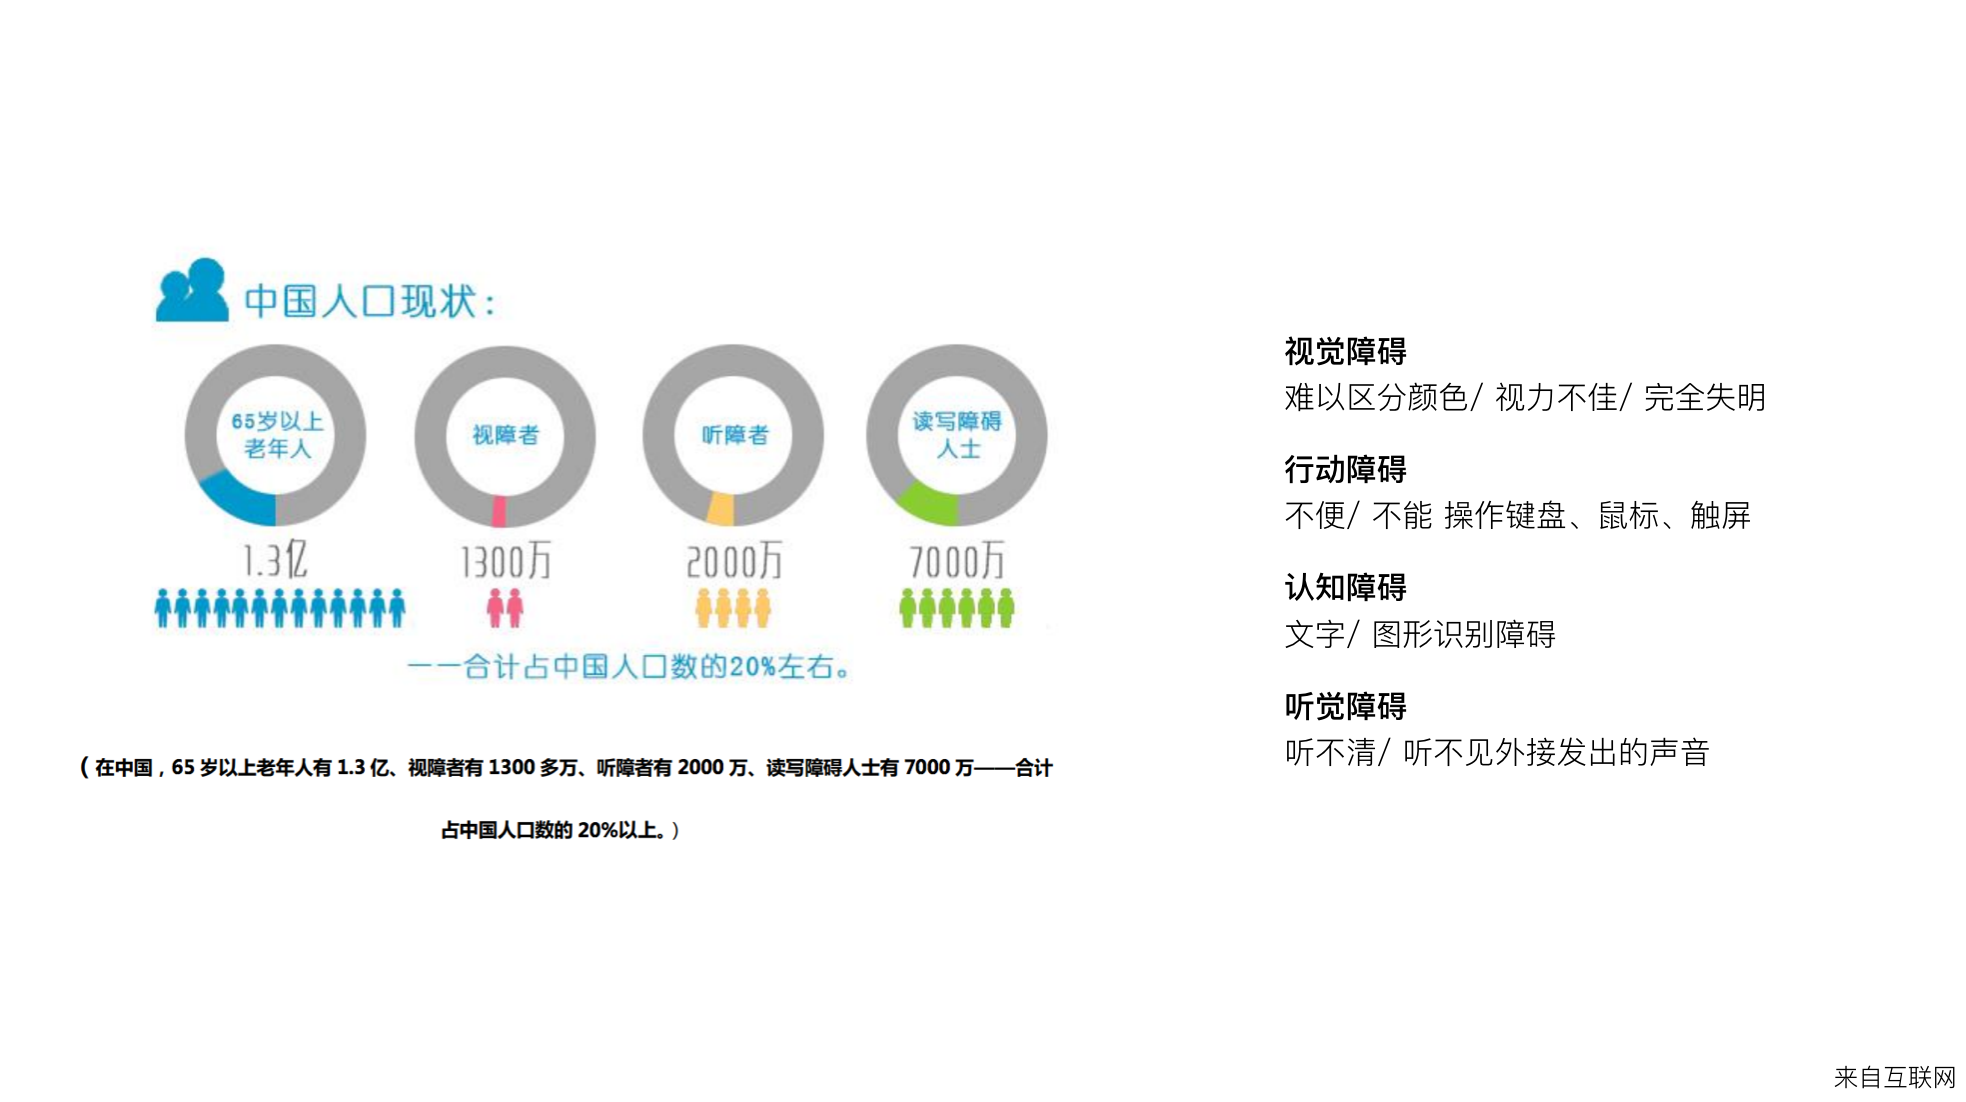 中国人口现状：
65岁以上
老年人
视障者
听障者
读写障碍
人士
1.3亿
1300万
2000万
7000万
——合计占中国人口数的20%左右。
（在中国，65 岁以上老年人有 1.3 亿、视障者有 1300 多万、听障者有 2000 万、读写障碍人士有 7000 万——合计
占中国人口数的 20%以上。）
视觉障碍
难以区分颜色/ 视力不佳/ 完全失明
行动障碍
不便/ 不能 操作键盘、鼠标、触屏
认知障碍
文字/ 图形识别障碍
听觉障碍
听不清/ 听不见外接发出的声音
来自互联网